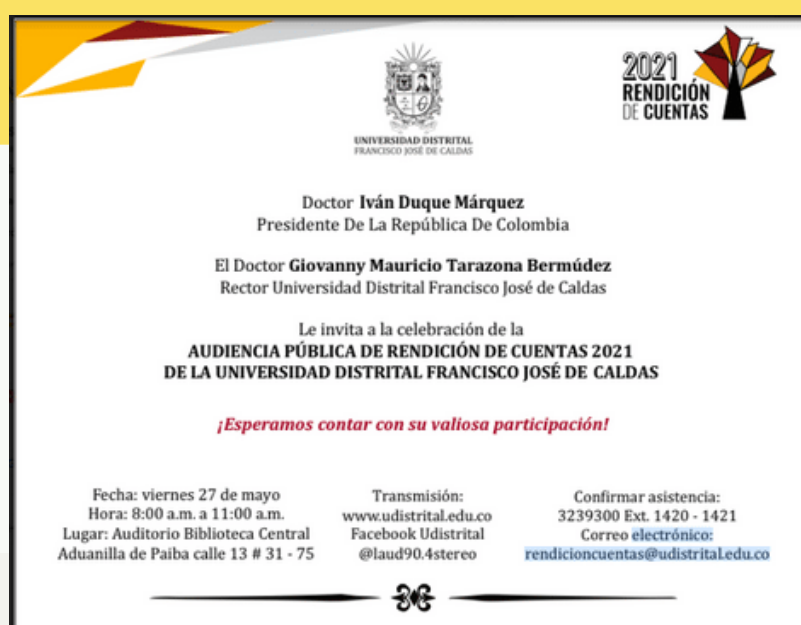 2021
RENDICIÓN
DE CUENTAS
UNIVERSIDAD DISTRITAL
FRANCISCO JOSÉ DE CALDAS
Doctor Iván Duque Márquez
Presidente De La República De Colombia
El Doctor Giovanny Mauricio Tarazona Bermúdez
Rector Universidad Distrital Francisco José de Caldas
Le invita a la celebración de la
AUDIENCIA PÚBLICA DE RENDICIÓN DE CUENTAS 2021
DE LA UNIVERSIDAD DISTRITAL FRANCISCO JOSÉ DE CALDAS
¡Esperamos contar con su valiosa participación!
Fecha: viernes 27 de mayo
Hora: 8:00 a.m. a 11:00 a.m.
Lugar: Auditorio Biblioteca Central
Aduanilla de Paiba calle 13 # 31 - 75
Transmisión:
www.udistrital.edu.co
Facebook Udistrital
@laud90.4stereo
Confirmar asistencia:
3239300 Ext. 1420 - 1421
Correo electrónico:
rendicioncuentas@udistrital.edu.co